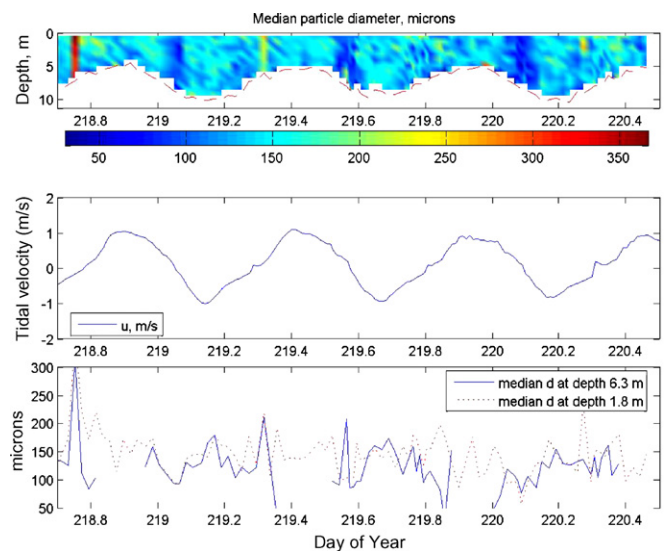 Median particle diameter, microns
Depth, m
0
5
10
218.8 219 219.2 219.4 219.6 219.8 220 220.2 220.4
50 100 150 200 250 300 350
Tidal velocity (m/s)
2
1
0
-1
-2
u, m/s
218.8 219 219.2 219.4 219.6 219.8 220 220.2 220.4
microns
300
250
200
150
100
50
median d at depth 6.3 m
median d at depth 1.8 m
218.8 219 219.2 219.4 219.6 219.8 220 220.2 220.4
Day of Year